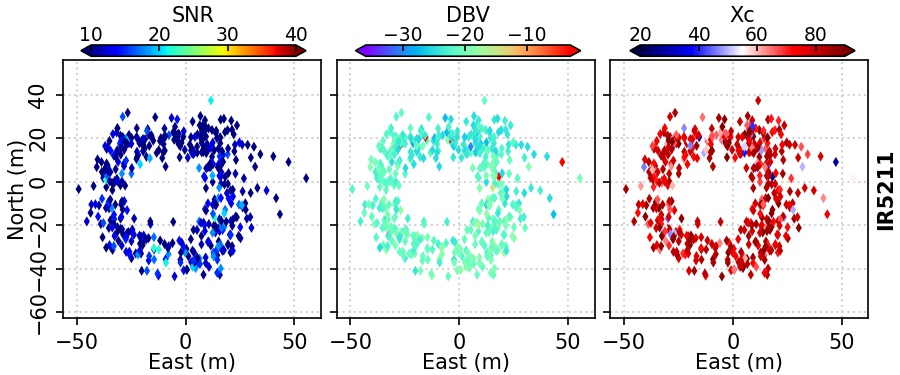 SNR DBV Xc
10 20 30 40 −30 −20 −10 20 40 60 80
40
20
0
−20
−40
−60
North (m)
IR5211
−50 0 50 −50 0 50 −50 0 50
East (m) East (m) East (m)